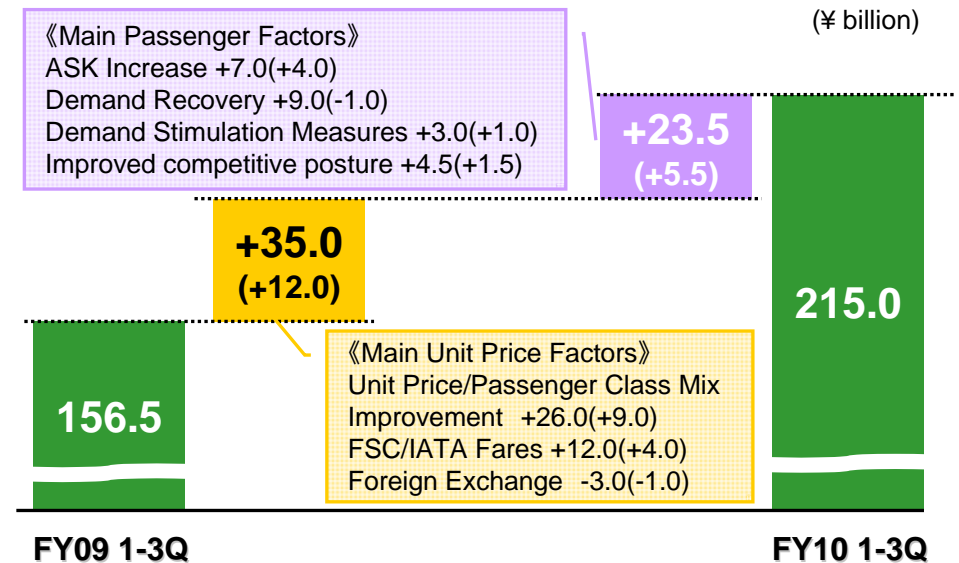 (¥ billion)
《Main Passenger Factors》
ASK Increase +7.0(+4.0)
Demand Recovery +9.0(-1.0)
Demand Stimulation Measures +3.0(+1.0)
Improved competitive posture +4.5(+1.5)
+23.5
(+5.5)
+35.0
(+12.0)
215.0
《Main Unit Price Factors》
Unit Price/Passenger Class Mix
Improvement +26.0(+9.0)
FSC/IATA Fares +12.0(+4.0)
Foreign Exchange -3.0(-1.0)
156.5
FY09 1-3Q
FY10 1-3Q